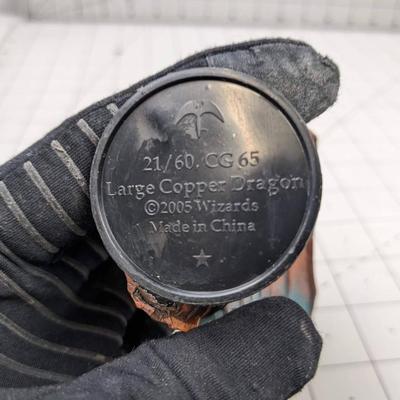 21/60, CG 65
Large Copper Dragon
©2005 Wizards
Made in China